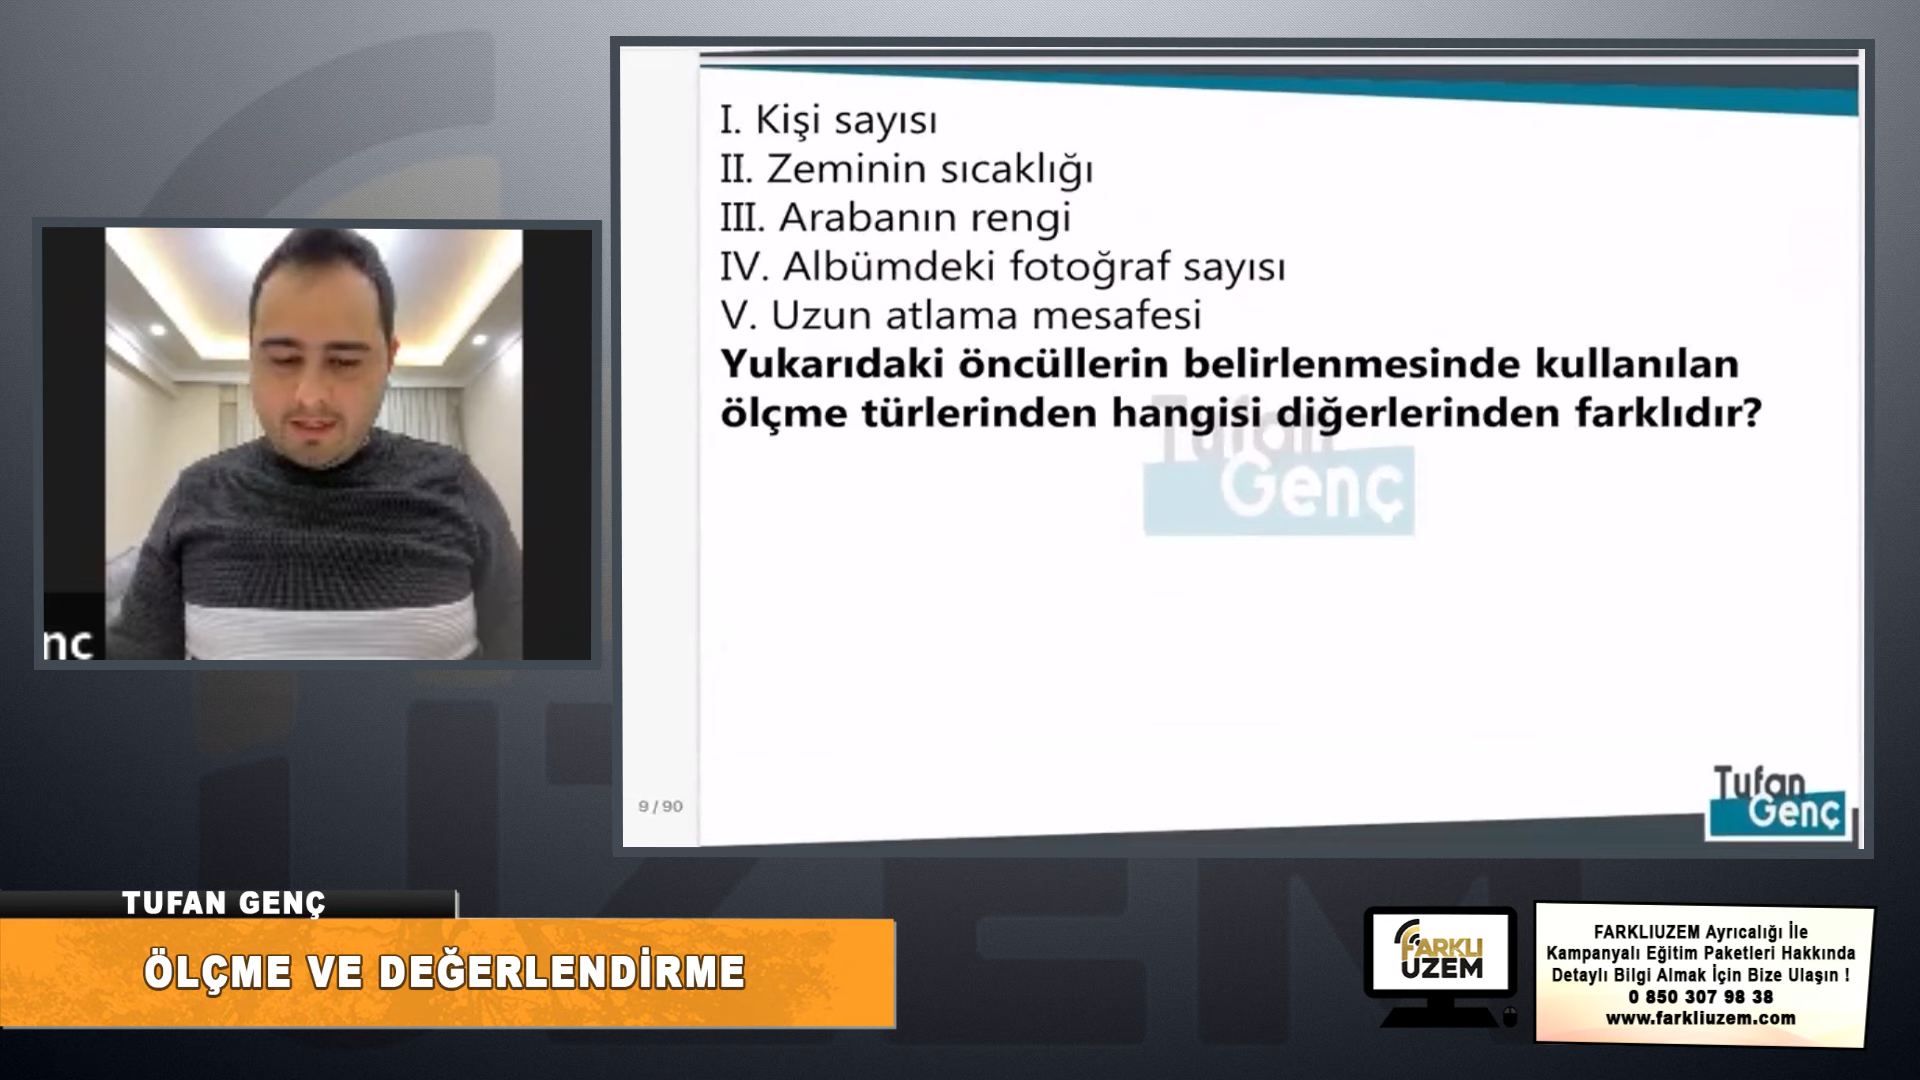 I. Kişi sayısı
II. Zeminin sıcaklığı
III. Arabanın rengi
IV. Albümdeki fotoğraf sayısı
V. Uzun atlama mesafesi
Yukarıdaki öncüllerin belirlenmesinde kullanılan
ölçme türlerinden hangisi diğerlerinden farklıdır?
Tufan
Genç
nç
9 / 90
Tufan
Genç
TUFAN GENÇ
ÖLÇME VE DEĞERLENDİRME
FARKLI
UZEM
FARKLIUZEM Ayrıcalığı İle
Kampanyalı Eğitim Paketleri Hakkında
Detaylı Bilgi Almak İçin Bize Ulaşın !
0 850 307 98 38
www.farkliuzem.com
UZEM